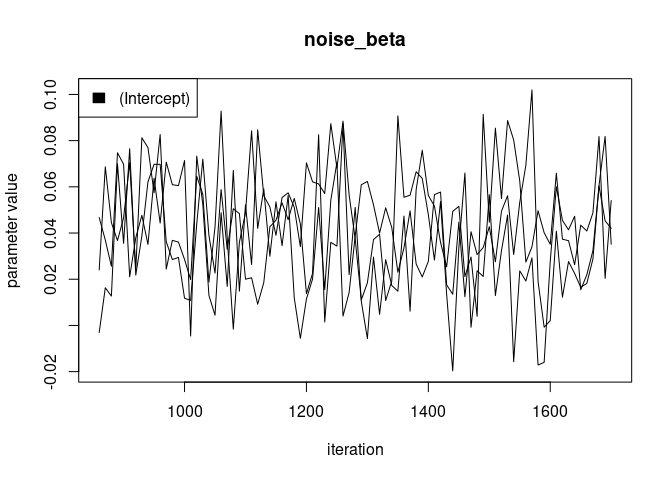 noise_beta
(Intercept)
0.10
0.08
0.06
0.04
0.02
-0.02
parameter value
1000 1200 1400 1600
iteration